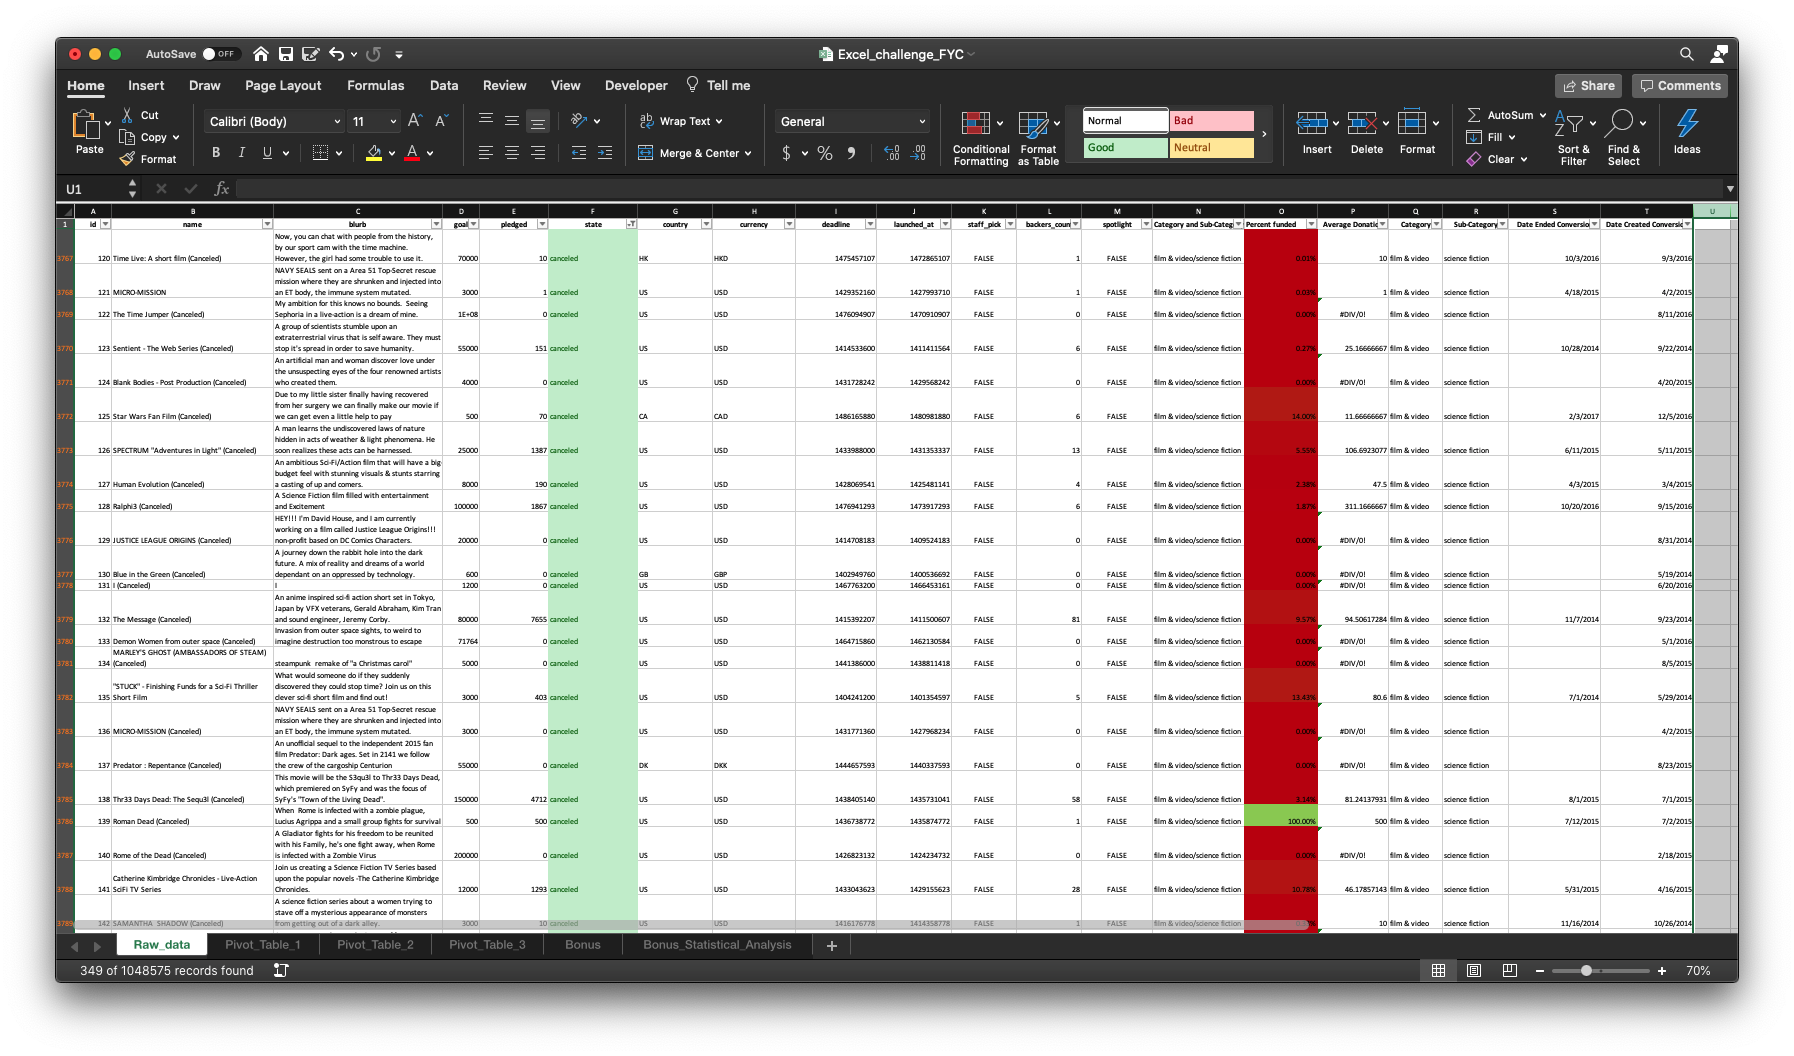 AutoSave OFF
Excel_challenge_FYC
Home Insert Draw Page Layout Formulas Data Review View Developer Tell me
Share Comments
Paste
Cut
Copy
Format
Calibri (Body) 11
B I U
Wrap Text
Merge & Center
General
$ % 9
Conditional Formatting
Format as Table
Normal Bad
Good Neutral
Insert Delete Format
AutoSum
Fill
Clear
Sort & Filter
Find & Select
Ideas
U1 fx
A B C D E F G H I J K L M N O P Q R S T U
1 id name blurb goal pledged state country currency deadline launched_at staff_pick backers_coun spotlight Category and Sub-Categ Percent funded Average Donatio Category Sub-Category Date Ended Conversio Date Created Conversio
Now, you can chat with people from the history,
by our sport cam with the time machine.
3767 120 Time Live: A short film (Canceled) However, the girl had some trouble to use it. 70000 10 canceled HK HKD 1475457107 1472865107 FALSE 1 FALSE film & video/science fiction 0.01% 10 film & video science fiction 10/3/2016 9/3/2016
NAVY SEALS sent on a Area 51 Top-Secret rescue
mission where they are shrunken and injected into
3768 121 MICRO-MISSION an ET body, the immune system mutated. 3000 1 canceled US USD 1429352160 1427993710 FALSE 1 FALSE film & video/science fiction 0.03% 1 film & video science fiction 4/18/2015 4/2/2015
My ambition for this knows no bounds. Seeing
3769 122 The Time Jumper (Canceled) Sephoria in a live-action is a dream of mine. 1E+08 0 canceled US USD 1476094907 1470910907 FALSE 0 FALSE film & video/science fiction 0.00% #DIV/0! film & video science fiction 8/11/2016
A group of scientists stumble upon an
extraterrestrial virus that is self aware. They must
3770 123 Sentient - The Web Series (Canceled) stop it's spread in order to save humanity. 55000 151 canceled US USD 1414533600 1411411564 FALSE 6 FALSE film & video/science fiction 0.27% 25.16666667 film & video science fiction 10/28/2014 9/22/2014
An artificial man and woman discover love under
the unsuspecting eyes of the four renowned artists
3771 124 Blank Bodies - Post Production (Canceled) who created them. 4000 0 canceled US USD 1431728242 1429568242 FALSE 0 FALSE film & video/science fiction 0.00% #DIV/0! film & video science fiction 4/20/2015
Due to my little sister finally having recovered
from her surgery we can finally make our movie if
3772 125 Star Wars Fan Film (Canceled) we can get even a little help to pay 500 70 canceled CA CAD 1486165880 1480981880 FALSE 6 FALSE film & video/science fiction 14.00% 11.66666667 film & video science fiction 2/3/2017 12/5/2016
A man learns the undiscovered laws of nature
hidden in acts of weather & light phenomena. He
3773 126 SPECTRUM "Adventures in Light" (Canceled) soon realizes these acts can be harnessed. 25000 1387 canceled US USD 1433988000 1431353337 FALSE 13 FALSE film & video/science fiction 5.55% 106.6923077 film & video science fiction 6/11/2015 5/11/2015
An ambitious Sci-Fi/Action film that will have a big-
budget feel with stunning visuals & stunts starring
3774 127 Human Evolution (Canceled) a casting of up and comers. 8000 190 canceled US USD 1428069541 1425481141 FALSE 4 FALSE film & video/science fiction 2.38% 47.5 film & video science fiction 4/3/2015 3/4/2015
A Science Fiction film filled with entertainment
3775 128 Ralphi3 (Canceled) and Excitement 100000 1867 canceled US USD 1476941293 1473917293 FALSE 6 FALSE film & video/science fiction 1.87% 311.1666667 film & video science fiction 10/20/2016 9/15/2016
HEY!!! I'm David House, and I am currently
working on a film called Justice League Origins!!!
3776 129 JUSTICE LEAGUE ORIGINS (Canceled) non-profit based on DC Comics Characters. 20000 0 canceled US USD 1414708183 1409524183 FALSE 0 FALSE film & video/science fiction 0.00% #DIV/0! film & video science fiction 8/31/2014
A journey down the rabbit hole into the dark
future. A mix of reality and dreams of a world
3777 130 Blue in the Green (Canceled) dependant on an oppressed by technology. 600 0 canceled GB GBP 1402949760 1400536692 FALSE 0 FALSE film & video/science fiction 0.00% #DIV/0! film & video science fiction 5/19/2014
3778 131 I (Canceled) I 1200 0 canceled US USD 1467763200 1466453161 FALSE 0 FALSE film & video/science fiction 0.00% #DIV/0! film & video science fiction 6/20/2016
An anime inspired sci-fi action short set in Tokyo,
Japan by VFX veterans, Gerald Abraham, Kim Tran
3779 132 The Message (Canceled) and sound engineer, Jeremy Corby. 80000 7655 canceled US USD 1415392207 1411500607 FALSE 81 FALSE film & video/science fiction 9.57% 94.50617284 film & video science fiction 11/7/2014 9/23/2014
Invasion from outer space sights, to weird to
3780 133 Demon Women from outer space (Canceled) imagine destruction too monstrous to escape 71764 0 canceled US USD 1464715860 1462130584 FALSE 0 FALSE film & video/science fiction 0.00% #DIV/0! film & video science fiction 5/1/2016
MARLEY'S GHOST (AMBASSADORS OF STEAM)
3781 134 (Canceled) steampunk remake of "a Christmas carol" 5000 0 canceled US USD 1441386000 1438811418 FALSE 0 FALSE film & video/science fiction 0.00% #DIV/0! film & video science fiction 8/5/2015
What would someone do if they suddenly
"STUCK" - Finishing Funds for a Sci-Fi Thriller discovered they could stop time? Join us on this
3782 135 Short Film clever sci-fi short film and find out! 3000 403 canceled US USD 1404241200 1401354597 FALSE 5 FALSE film & video/science fiction 13.43% 80.6 film & video science fiction 7/1/2014 5/29/2014
NAVY SEALS sent on a Area 51 Top-Secret rescue
mission where they are shrunken and injected into
3783 136 MICRO-MISSION (Canceled) an ET body, the immune system mutated. 3000 0 canceled US USD 1431771360 1427968234 FALSE 0 FALSE film & video/science fiction 0.00% #DIV/0! film & video science fiction 4/2/2015
An unofficial sequel to the independent 2015 fan
film Predator: Dark ages. Set in 2141 we follow
3784 137 Predator : Repentance (Canceled) the crew of the cargoship Centurion 55000 0 canceled DK DKK 1444657593 1440337593 FALSE 0 FALSE film & video/science fiction 0.00% #DIV/0! film & video science fiction 8/23/2015
This movie will be the S3qu3l to Thr33 Days Dead,
which premiered on SyFy and was the focus of
3785 138 Thr33 Days Dead: The Sequ3l (Canceled) SyFy's "Town of the Living Dead". 150000 4712 canceled US USD 1438405140 1435731041 FALSE 58 FALSE film & video/science fiction 3.14% 81.24137931 film & video science fiction 8/1/2015 7/1/2015
When Rome is infected with a zombie plague,
3786 139 Roman Dead (Canceled) Lucius Agrippa and a small group fights for survival 500 500 canceled US USD 1436738772 1435874772 FALSE 1 FALSE film & video/science fiction 100.00% 500 film & video science fiction 7/12/2015 7/2/2015
A Gladiator fights for his freedom to be reunited
with his Family, he's one fight away, when Rome
3787 140 Rome of the Dead (Canceled) is infected with a Zombie Virus 200000 0 canceled US USD 1426823132 1424234732 FALSE 0 FALSE film & video/science fiction 0.00% #DIV/0! film & video science fiction 2/18/2015
Join us creating a Science Fiction TV Series based
Catherine Kimbridge Chronicles - Live-Action upon the popular novels -The Catherine Kimbridge
3788 141 SciFi TV Series Chronicles. 12000 1293 canceled US USD 1433043623 1429155623 FALSE 28 FALSE film & video/science fiction 10.78% 46.17857143 film & video science fiction 5/31/2015 4/16/2015
A science fiction series about a women trying to
stave off a mysterious appearance of monsters
3789 142 SAMANTHA SHADOW (Canceled) from getting out of a dark alley. 3000 10 canceled US USD 1416176778 1414358778 FALSE 1 FALSE film & video/science fiction 10 film & video science fiction 11/16/2014 10/26/2014
Raw_data Pivot_Table_1 Pivot_Table_2 Pivot_Table_3 Bonus Bonus_Statistical_Analysis +
349 of 1048575 records found 70%